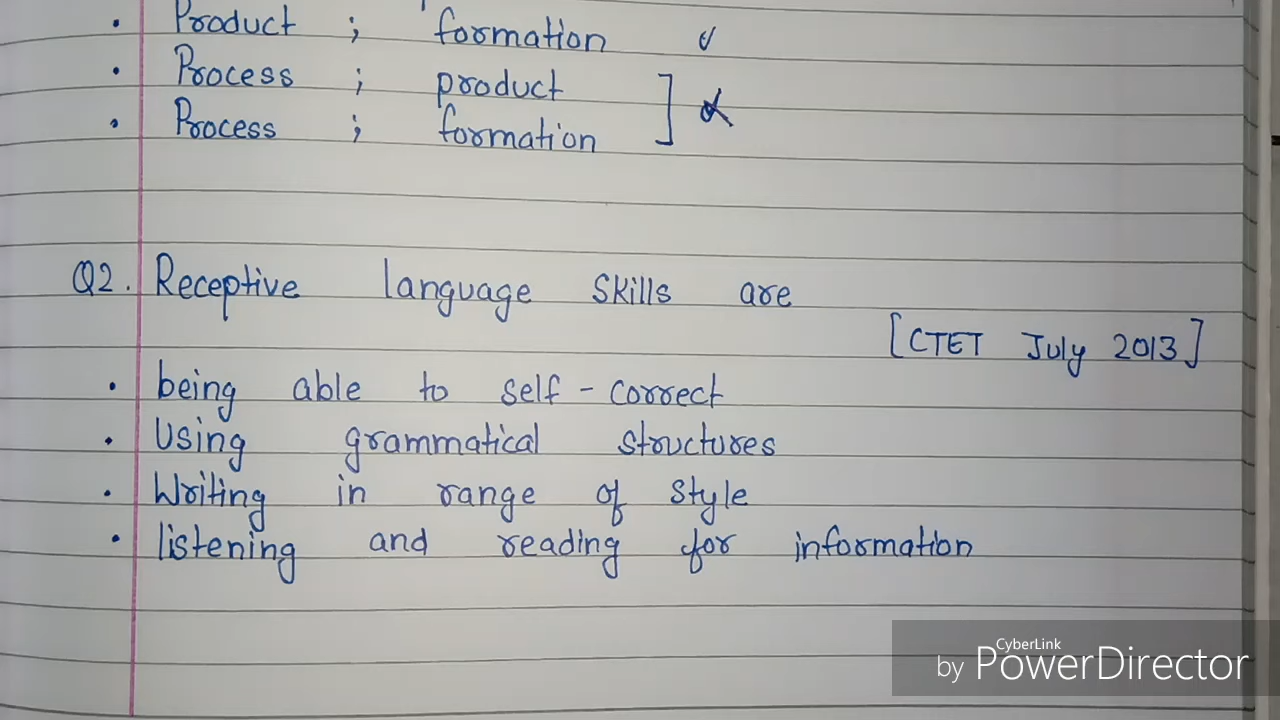 • Product ; formation ✓
• Process ; product
• Process ; formation
Q2. Receptive language skills are
[CTET July 2013]
• being able to self-correct
• Using grammatical structures
• Writing in range of style
• listening and reading for information
CyberLink
by PowerDirector